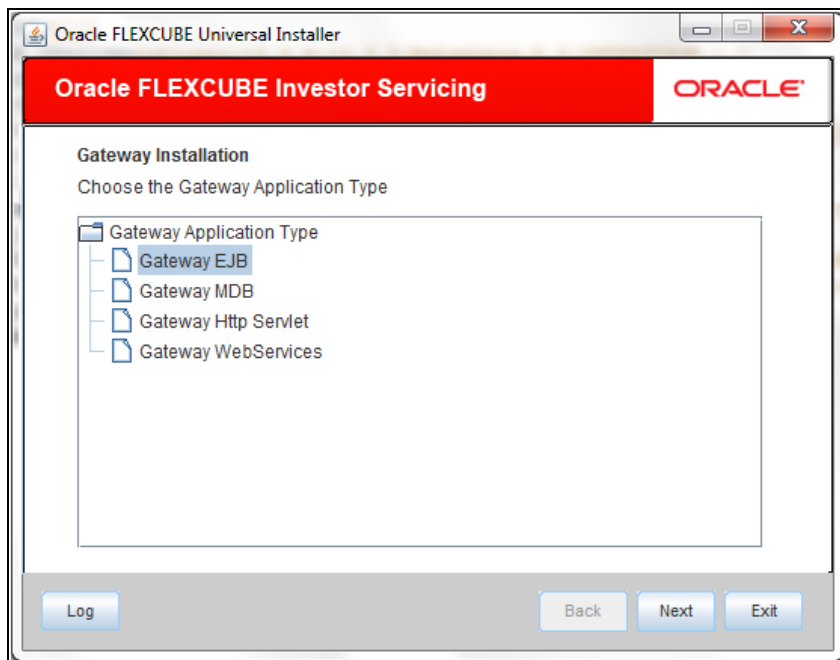 Oracle FLEXCUBE Universal Installer
Oracle FLEXCUBE Investor Servicing
ORACLE
Gateway Installation
Choose the Gateway Application Type
Gateway Application Type
Gateway EJB
Gateway MDB
Gateway Http Servlet
Gateway WebServices
Log Back Next Exit